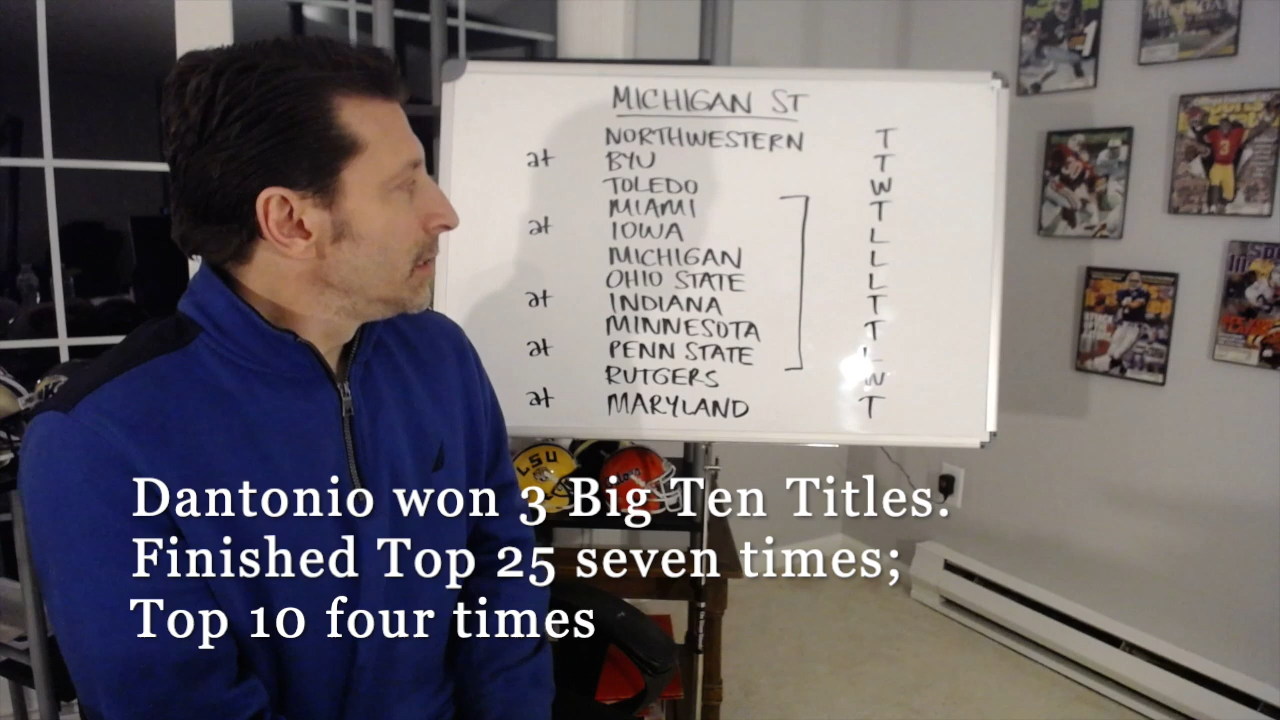 MICHIGAN ST
NORTHWESTERN T
at BYU T
TOLEDO W
MIAMI T
at IOWA L
MICHIGAN L
OHIO STATE L
at INDIANA T
MINNESOTA T
at PENN STATE L
RUTGERS W
at MARYLAND T
LSU
Dantonio won 3 Big Ten Titles.
Finished Top 25 seven times;
Top 10 four times